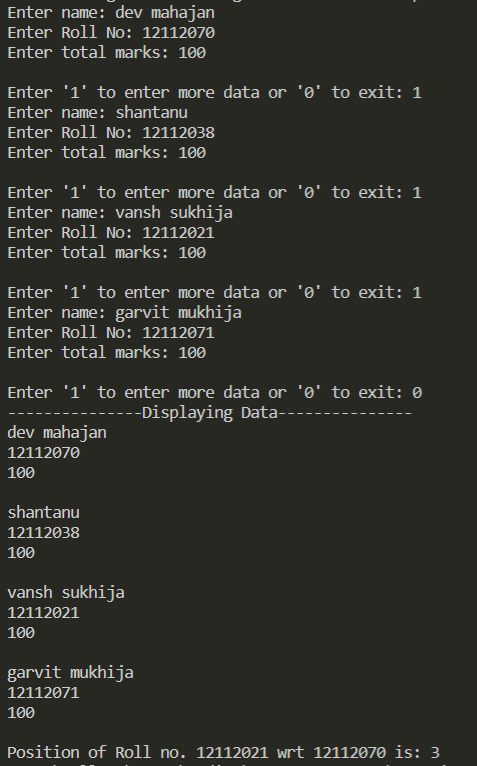 Enter name: dev mahajan
Enter Roll No: 12112070
Enter total marks: 100
Enter '1' to enter more data or '0' to exit: 1
Enter name: shantanu
Enter Roll No: 12112038
Enter total marks: 100
Enter '1' to enter more data or '0' to exit: 1
Enter name: vansh sukhija
Enter Roll No: 12112021
Enter total marks: 100
Enter '1' to enter more data or '0' to exit: 1
Enter name: garvit mukhija
Enter Roll No: 12112071
Enter total marks: 100
Enter '1' to enter more data or '0' to exit: 0
---------------Displaying Data---------------
dev mahajan
12112070
100
shantanu
12112038
100
vansh sukhija
12112021
100
garvit mukhija
12112071
100
Position of Roll no. 12112021 wrt 12112070 is: 3